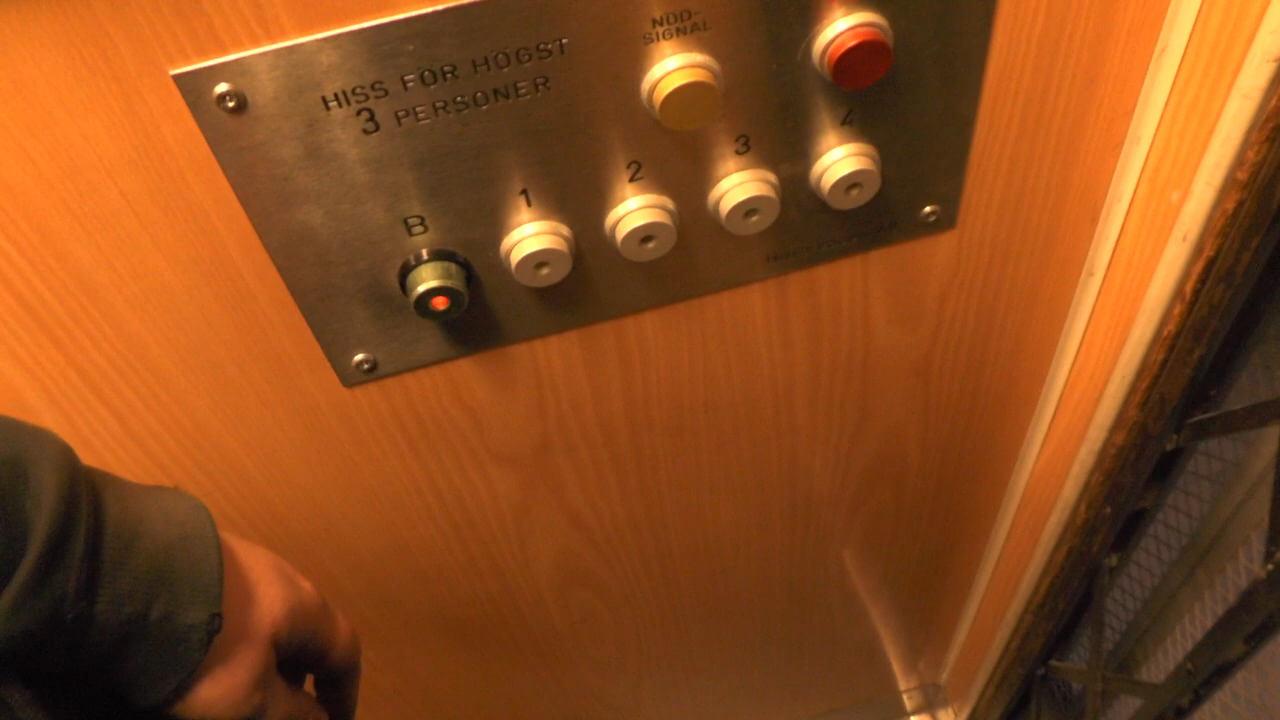 HISS FÖR HÖGST
3 PERSONER
NÖD-
SIGNAL
B 1 2 3 4